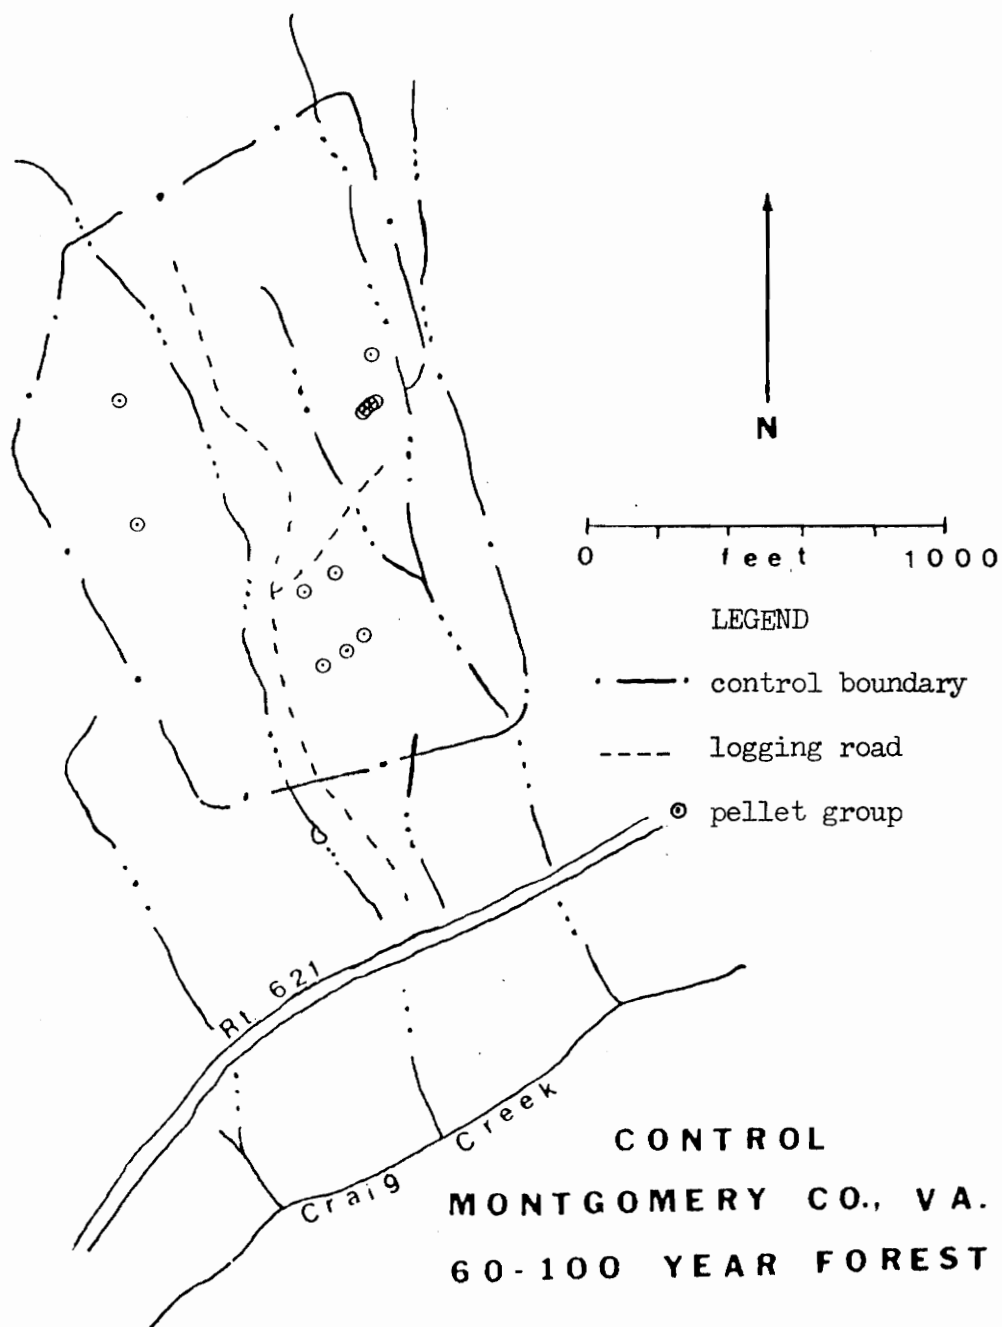 N
0 feet 1000
LEGEND
control boundary
logging road
pellet group
Rt. 621
Craig Creek
CONTROL
MONTGOMERY CO., VA.
60-100 YEAR FOREST